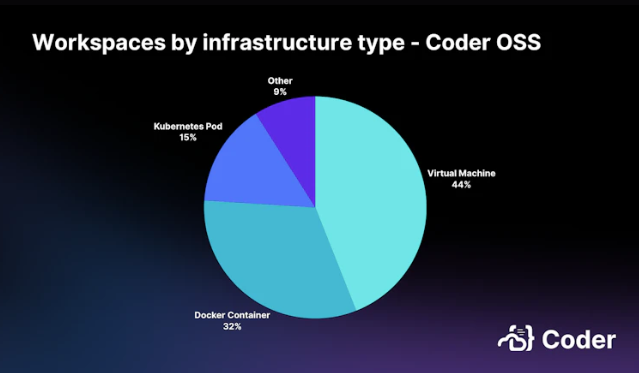 Workspaces by infrastructure type - Coder OSS
Other
9%
Kubernetes Pod
15%
Virtual Machine
44%
Docker Container
32%
Coder